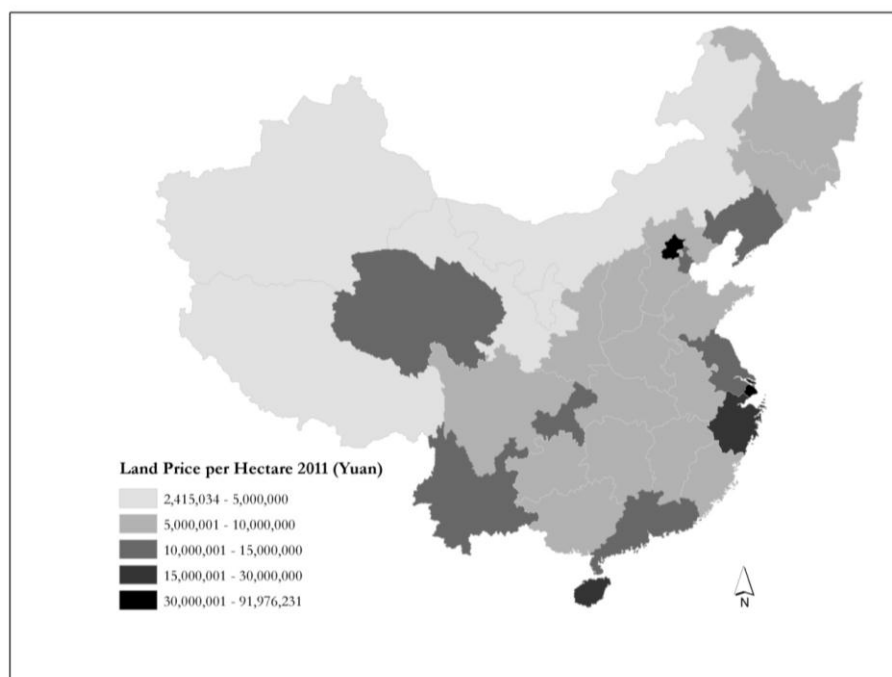 Land Price per Hectare 2011 (Yuan)
2,415,034 - 5,000,000
5,000,001 - 10,000,000
10,000,001 - 15,000,000
15,000,001 - 30,000,000
30,000,001 - 91,976,231
N